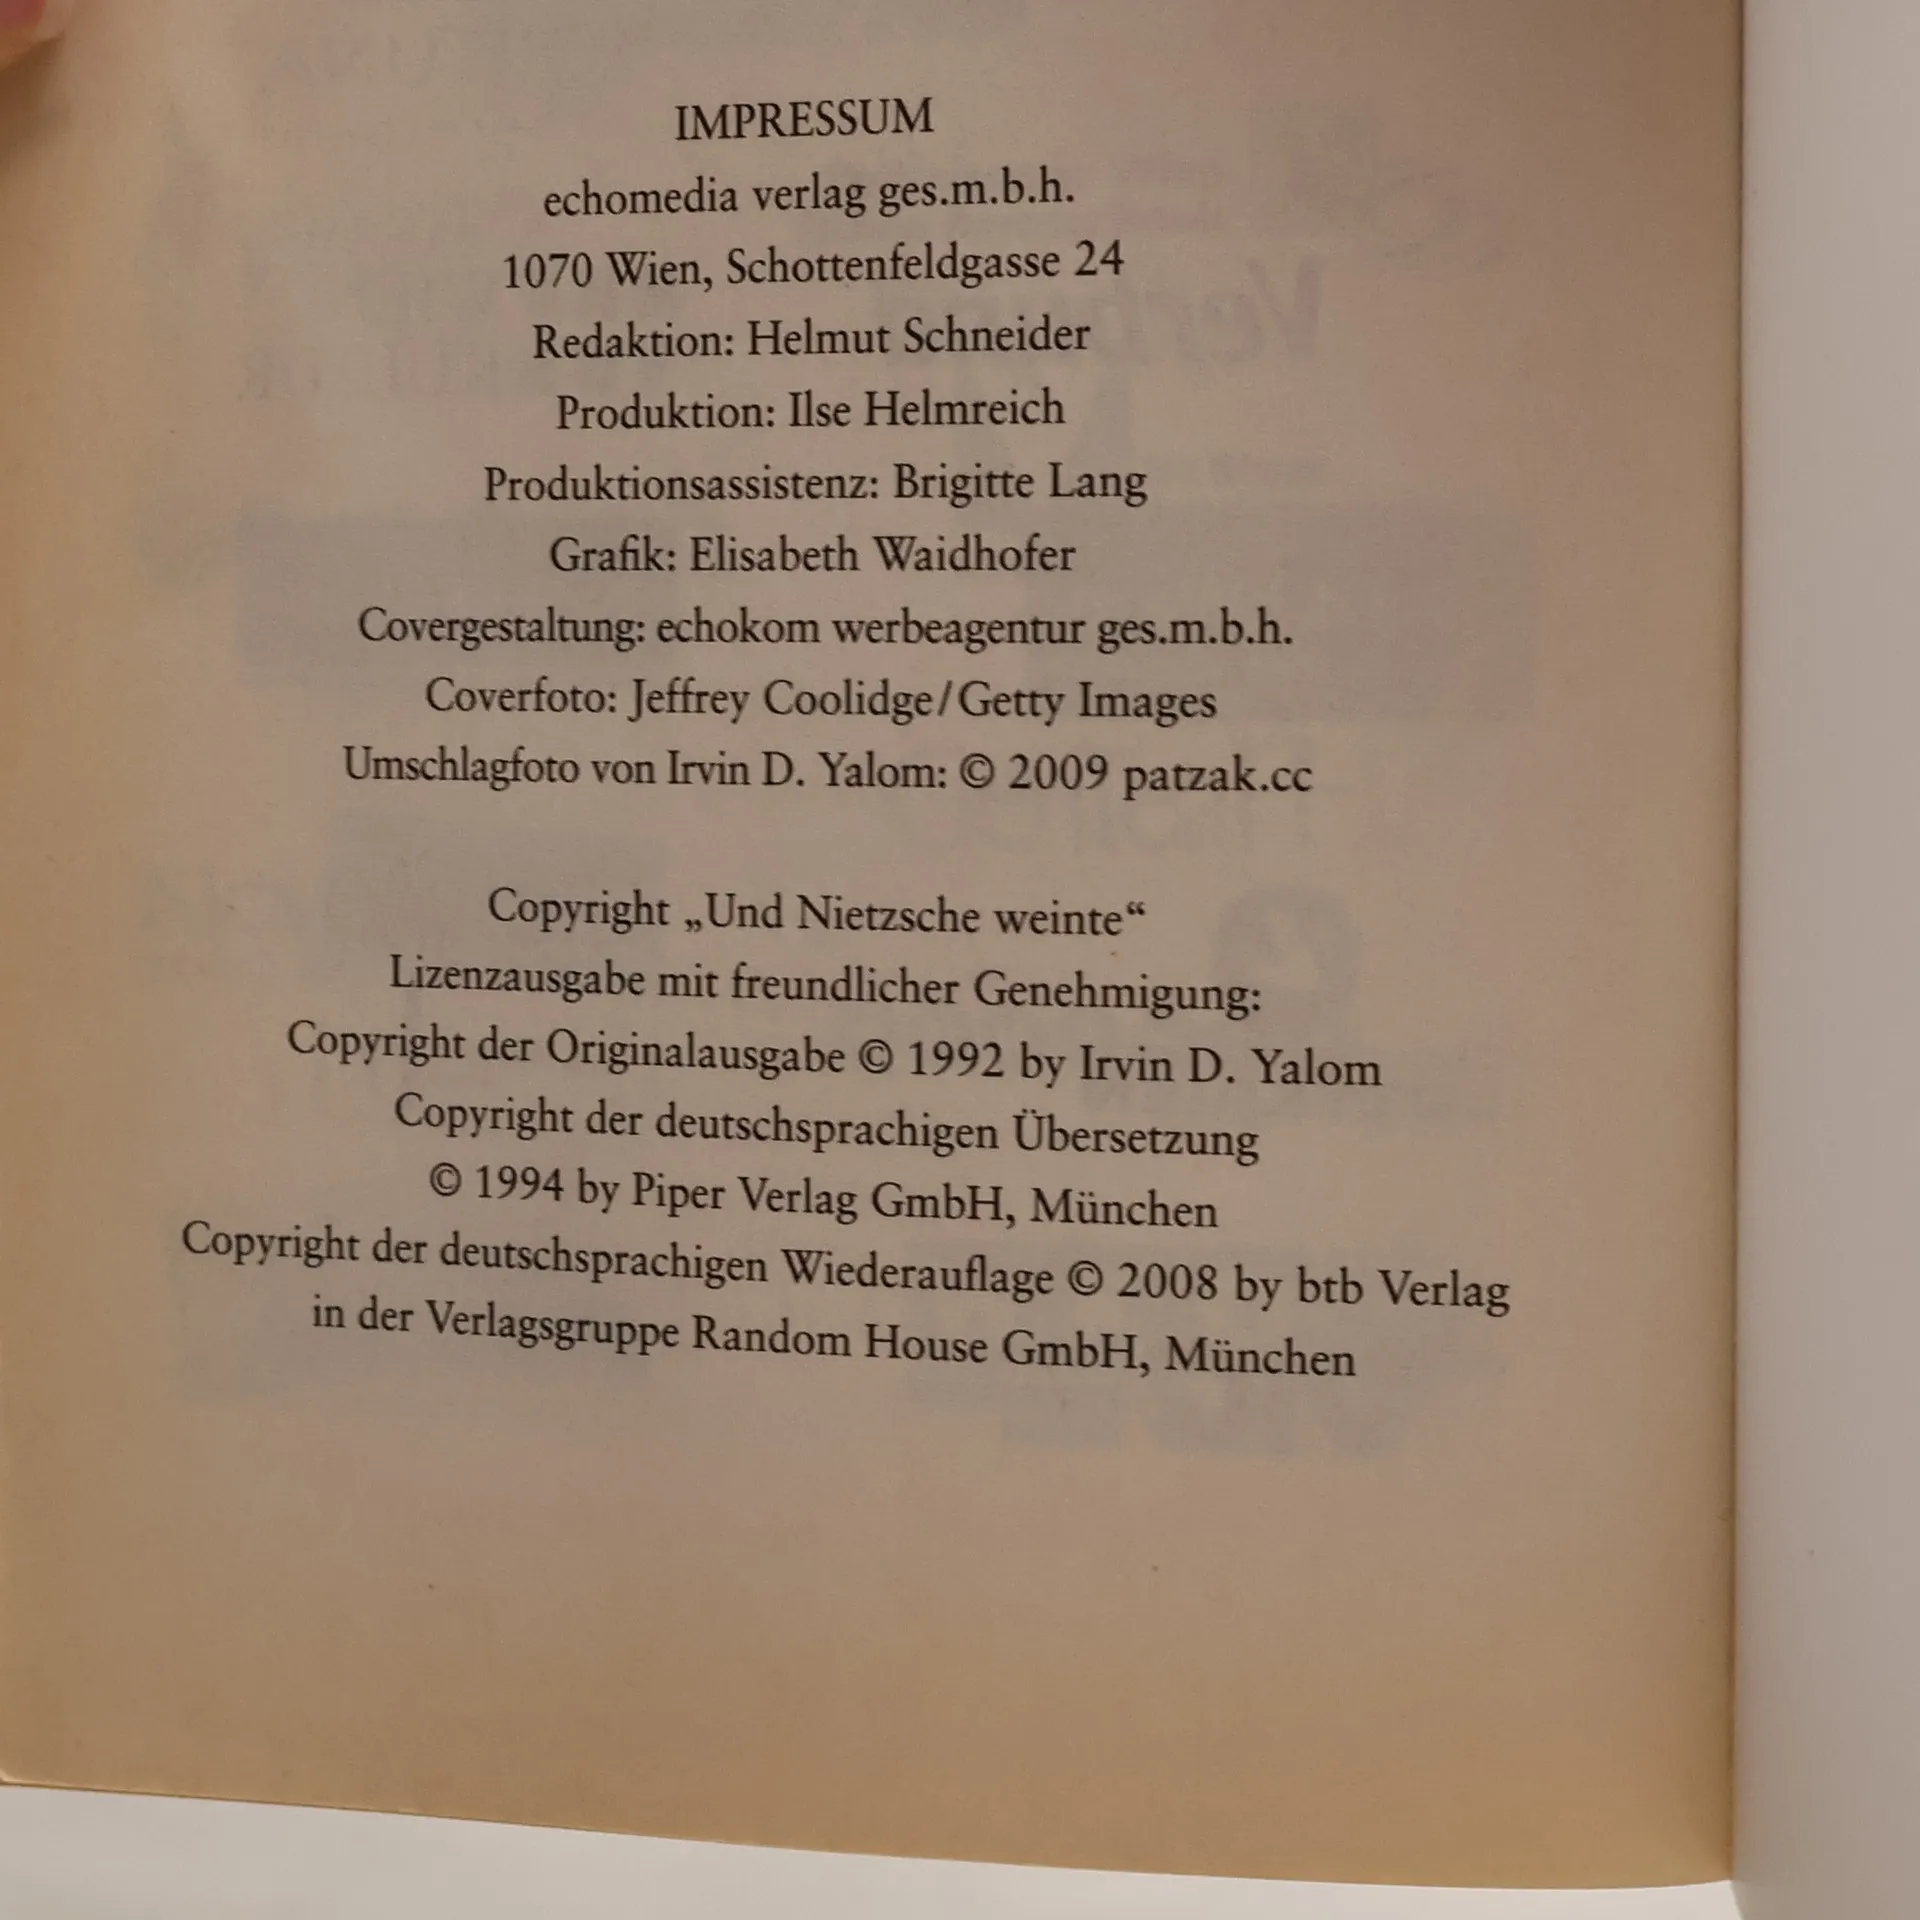 IMPRESSUM
echomedia verlag ges.m.b.h.
1070 Wien, Schottenfeldgasse 24
Redaktion: Helmut Schneider
Produktion: Ilse Helmreich
Produktionsassistenz: Brigitte Lang
Grafik: Elisabeth Waidhofer
Covergestaltung: echokom werbeagentur ges.m.b.h.
Coverfoto: Jeffrey Coolidge/Getty Images
Umschlagfoto von Irvin D. Yalom: © 2009 patzak.cc
Copyright „Und Nietzsche weinte“
Lizenzausgabe mit freundlicher Genehmigung:
Copyright der Originalausgabe © 1992 by Irvin D. Yalom
Copyright der deutschsprachigen Übersetzung
© 1994 by Piper Verlag GmbH, München
Copyright der deutschsprachigen Wiederauflage © 2008 by btb Verlag
in der Verlagsgruppe Random House GmbH, München